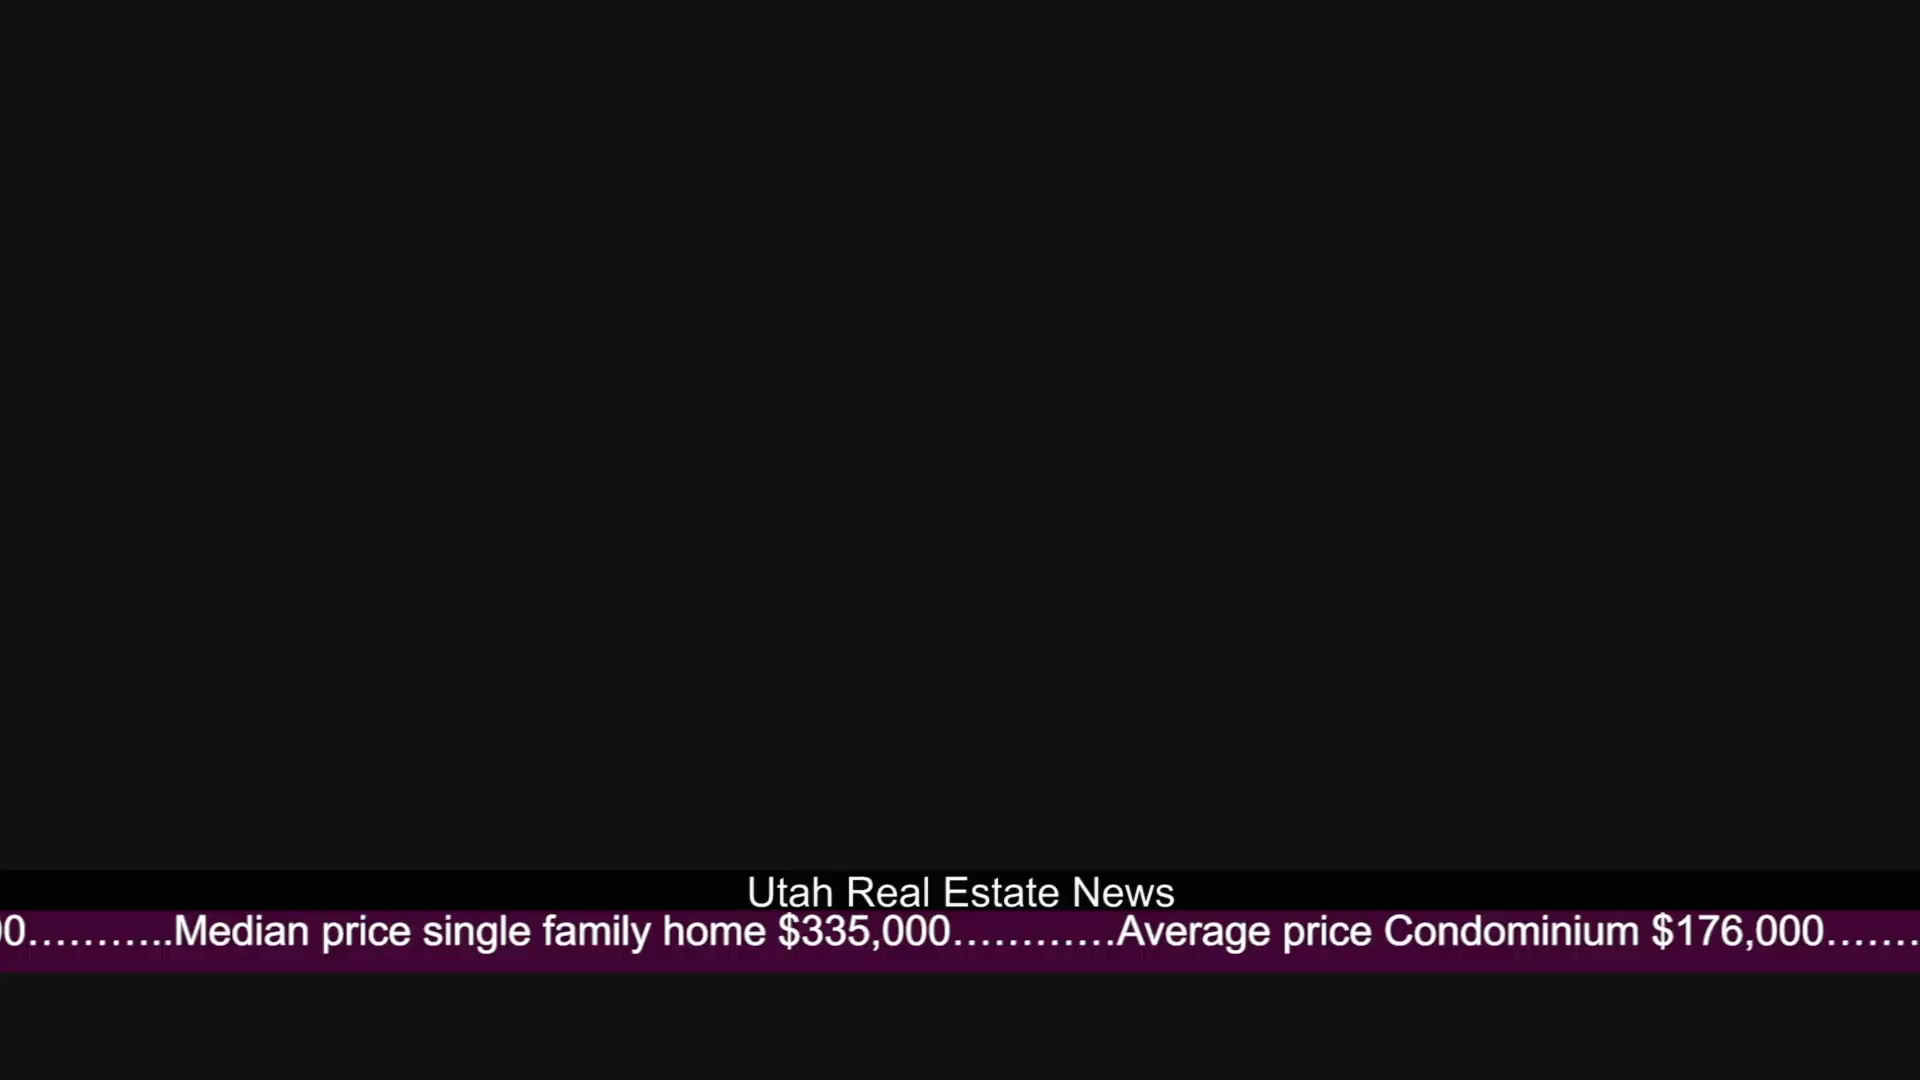 Utah Real Estate News
0............Median price single family home $335,000............Average price Condominium $176,000.......